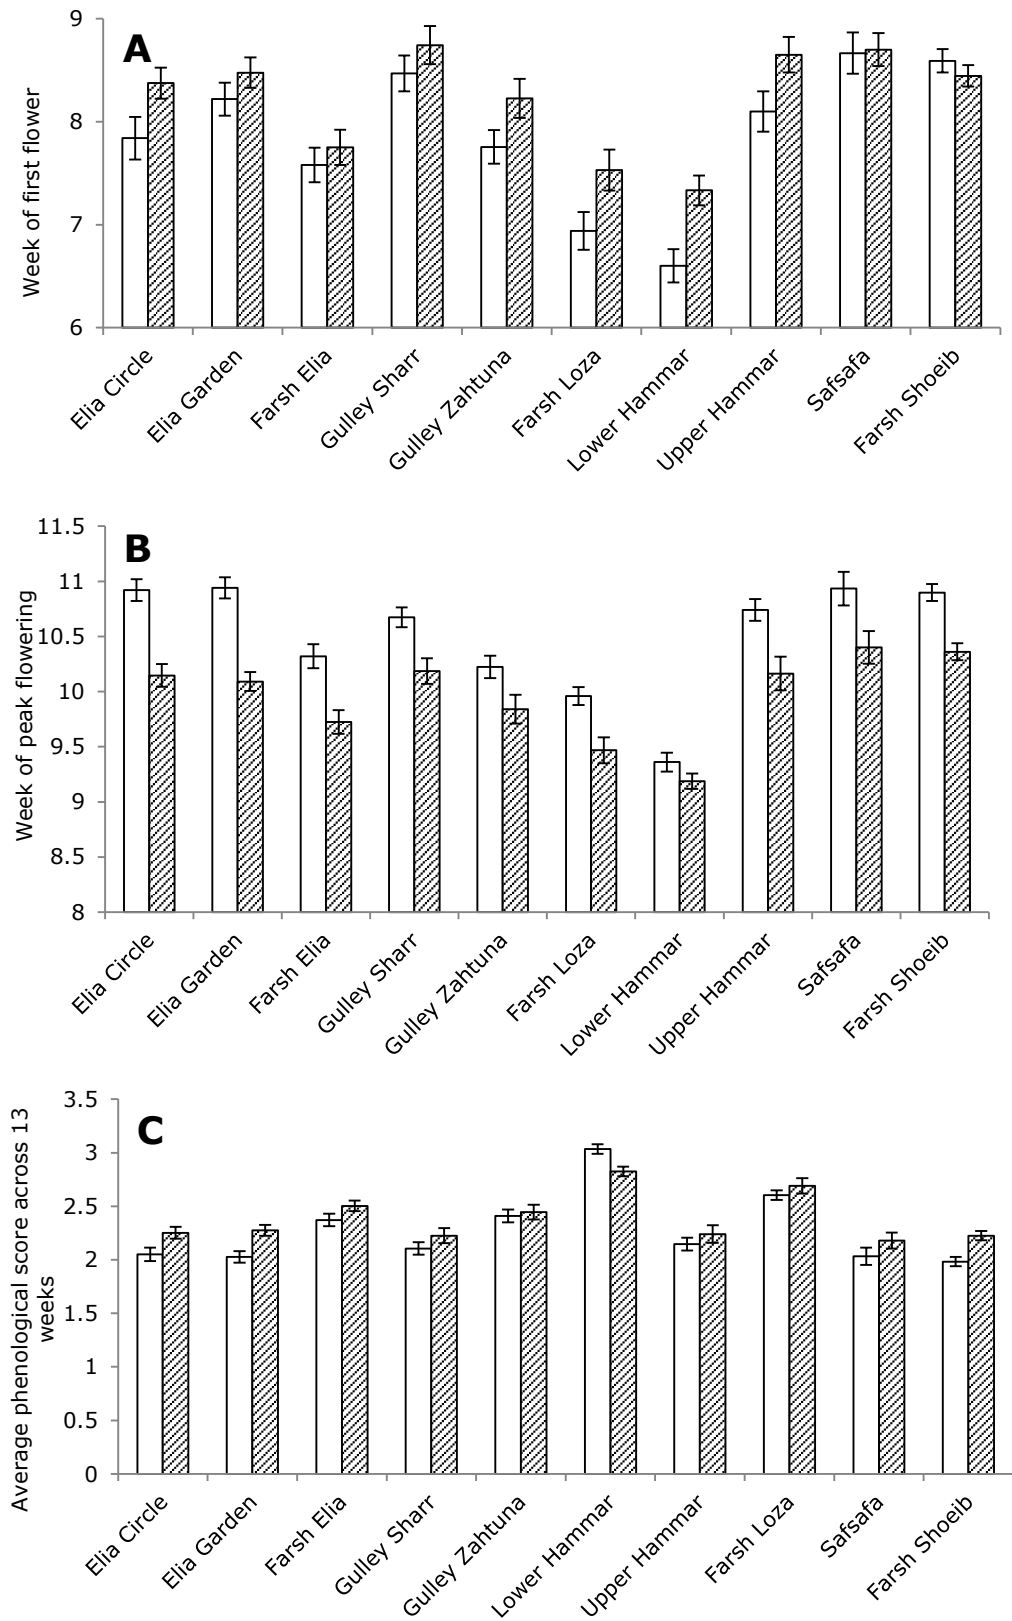 A
Week of first flower
9
8
7
6
Elia Circle
Elia Garden
Farsh Elia
Gulley Sharr
Gulley Zahtuna
Farsh Loza
Lower Hammar
Upper Hammar
Safsafa
Farsh Shoeib
B
Week of peak flowering
11.5
11
10.5
10
9.5
9
8.5
8
Elia Circle
Elia Garden
Farsh Elia
Gulley Sharr
Gulley Zahtuna
Farsh Loza
Lower Hammar
Upper Hammar
Safsafa
Farsh Shoeib
C
Average phenological score across 13
weeks
3.5
3
2.5
2
1.5
1
0.5
0
Elia Circle
Elia Garden
Farsh Elia
Gulley Sharr
Gulley Zahtuna
Lower Hammar
Upper Hammar
Farsh Loza
Safsafa
Farsh Shoeib